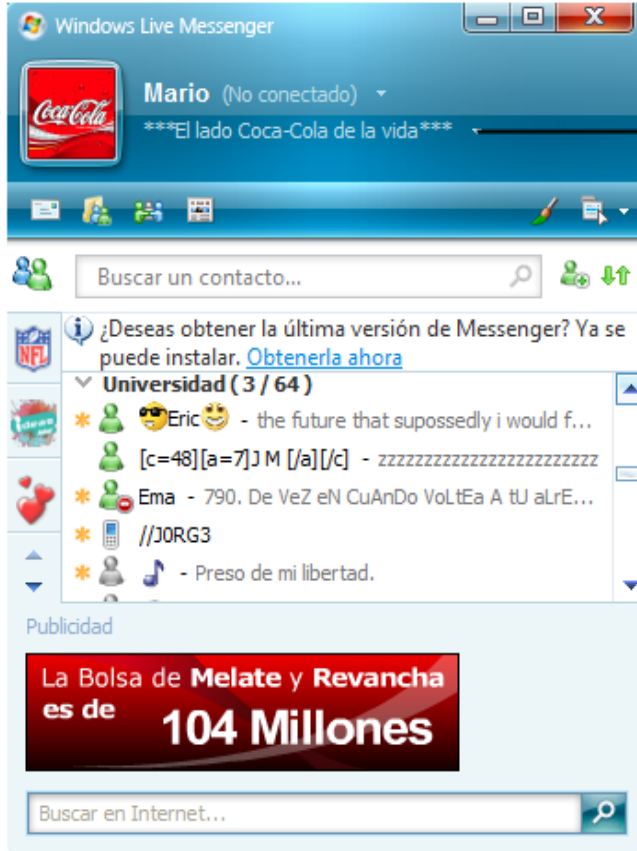 Windows Live Messenger
Coca-Cola
Mario (No conectado)
***El lado Coca-Cola de la vida***
Buscar un contacto...
NFL
ideas
¿Deseas obtener la última versión de Messenger? Ya se
puede instalar. Obtenerla ahora
Universidad ( 3 / 64 )
Eric - the future that supossedly i would f...
[c=48][a=7]J M [/a][/c] - zzzzzzzzzzzzzzzzzzzzzzzzz
Ema - 790. De VeZ eN CuAnDo VoLtEa A tU aLrE...
//J0RG3
- Preso de mi libertad.
Publicidad
La Bolsa de Melate y Revancha
es de
104 Millones
Buscar en Internet...